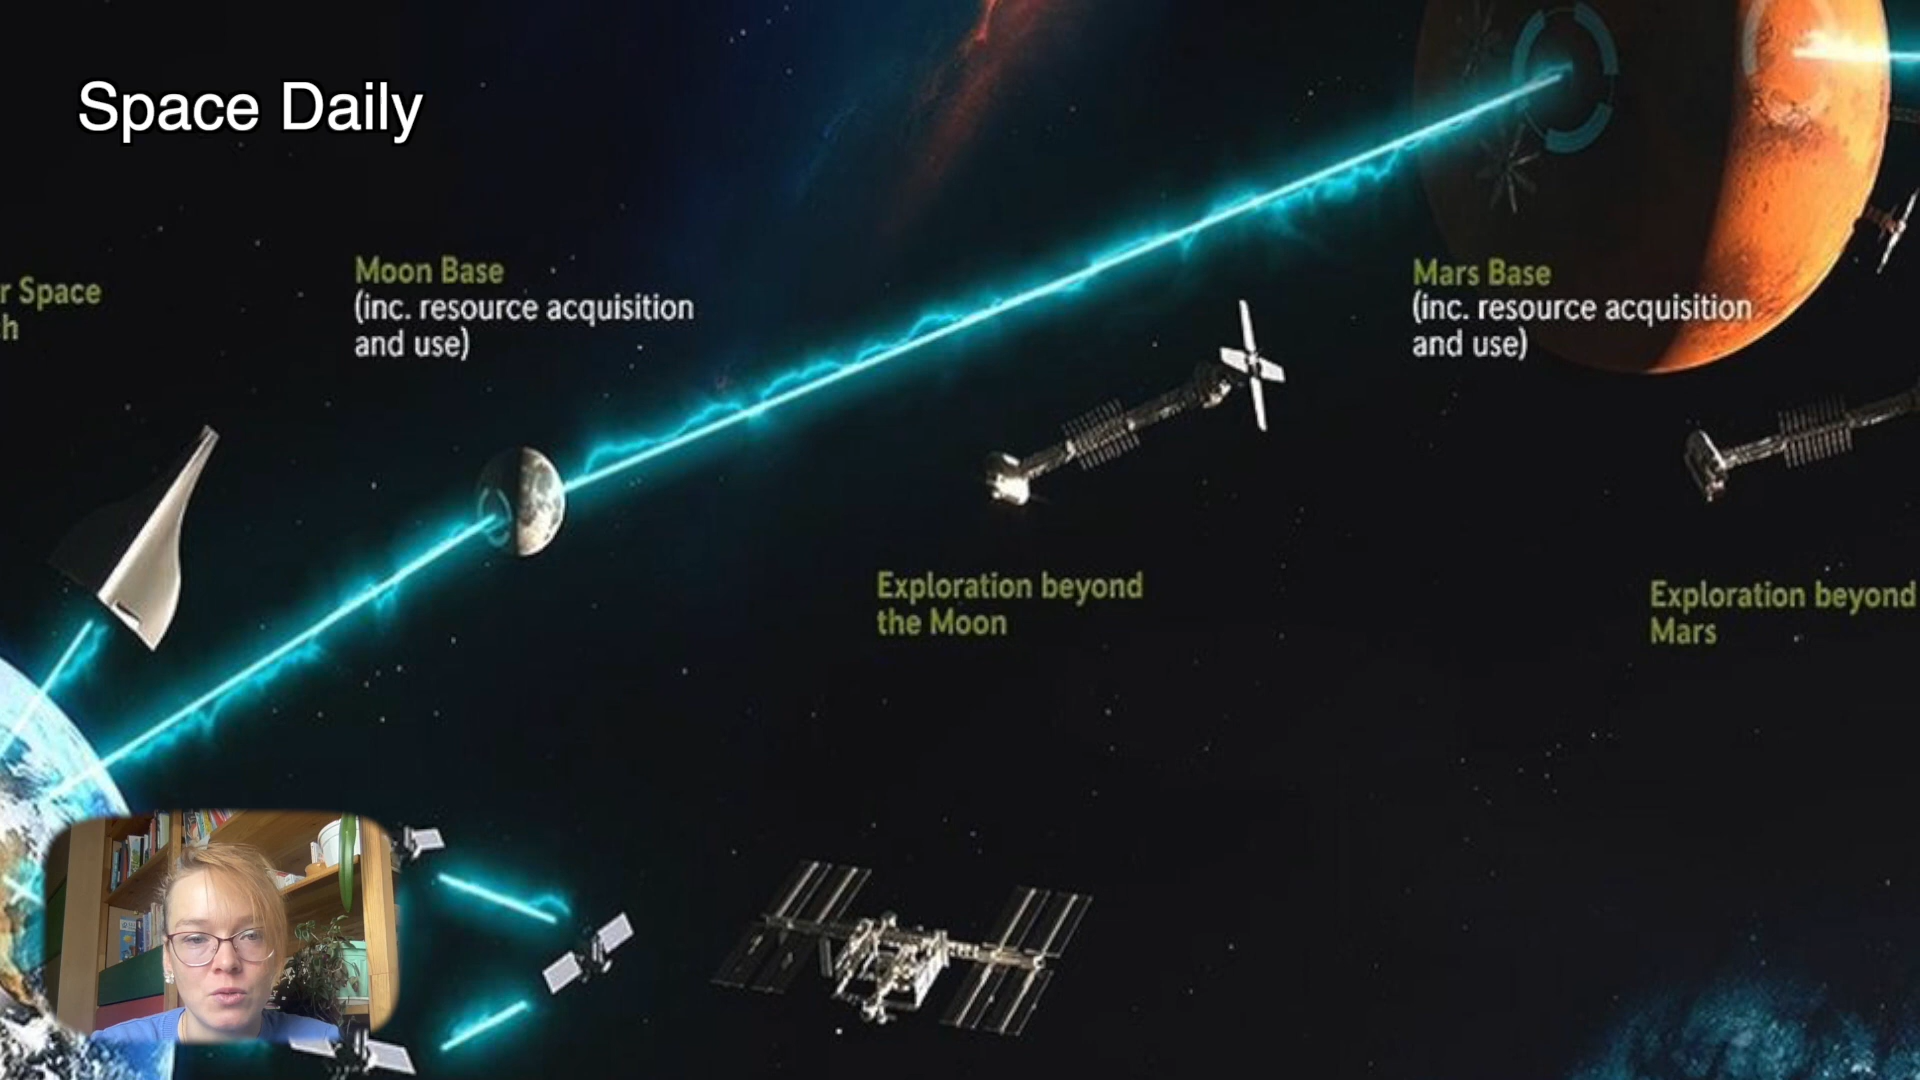 Space Daily
r Space
h
Moon Base
(inc. resource acquisition
and use)
Mars Base
(inc. resource acquisition
and use)
Exploration beyond
the Moon
Exploration beyond
Mars